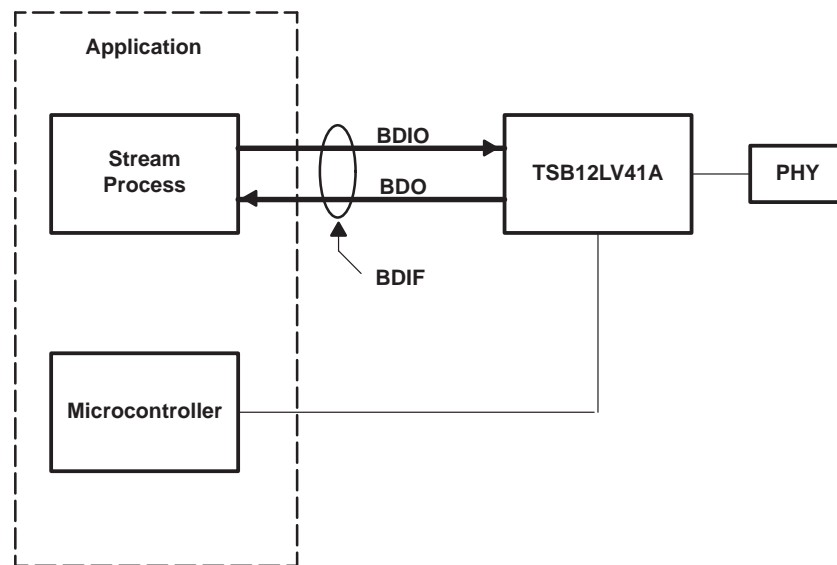 Application
Stream
Process
BDIO
BDO
BDIF
TSB12LV41A
PHY
Microcontroller